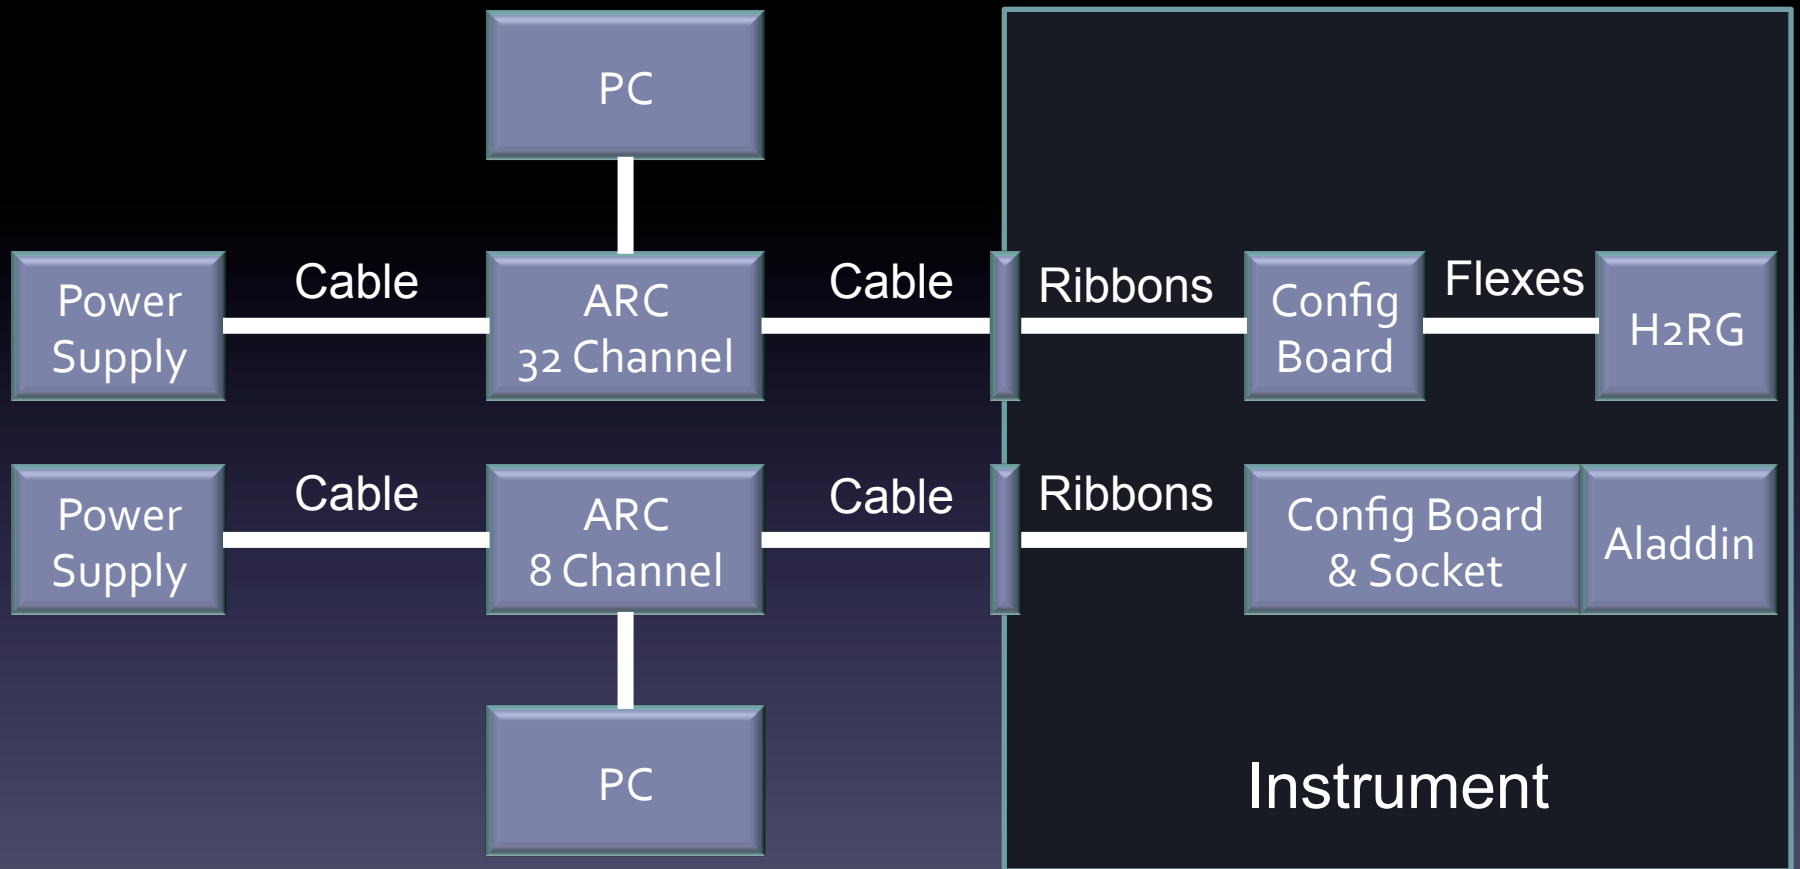 PC
Power
Supply
Cable
ARC
32 Channel
Cable
Ribbons
Config
Board
Flexes
H2RG
Power
Supply
Cable
ARC
8 Channel
Cable
Ribbons
Config Board
& Socket
Aladdin
PC
Instrument